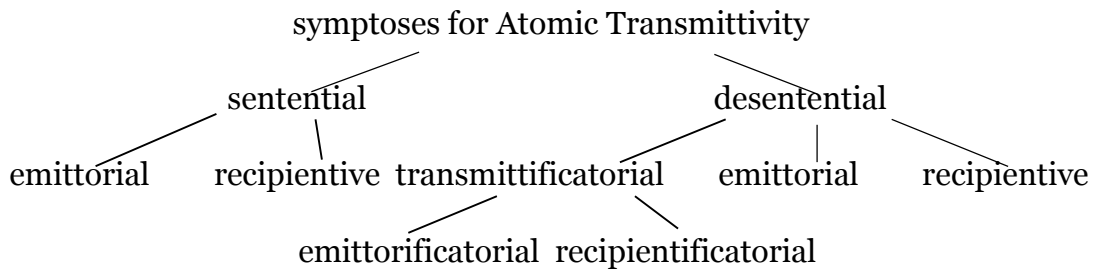 symptoses for Atomic Transmittivity
sentential desentential
emittorial recipientive transmittificatorial emittorial recipientive
emittorificatorial recipientificatorial